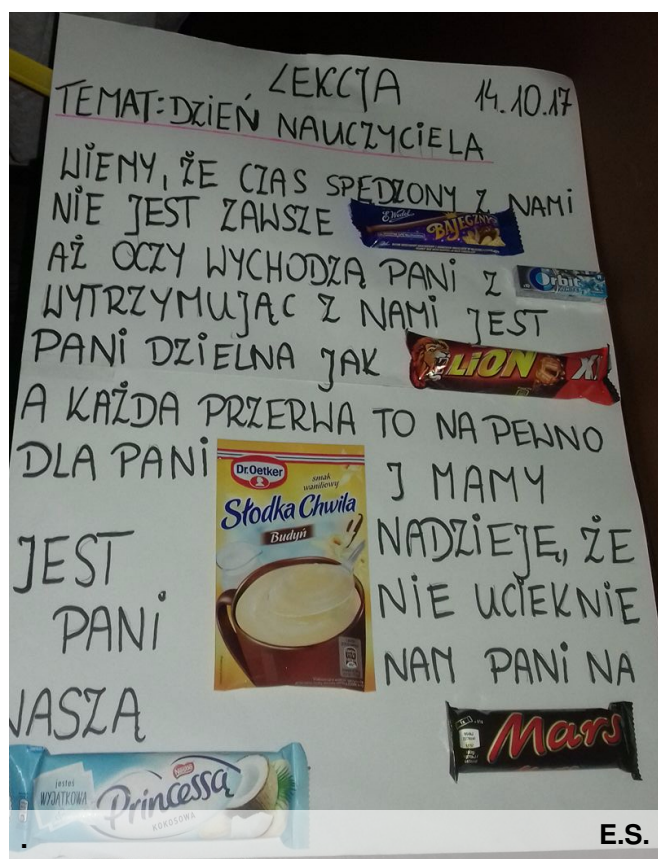 LEKCJA 14.10.17
TEMAT: DZIEŃ NAUCZYCIELA
WIEMY, ŻE CZAS SPĘDZONY Z NAMI
NIE JEST ZAWSZE E. Wedel BAJECZNY
AŻ OCZY WYCHODZĄ PANI Z Orbit
WYTRZYMUJĄC Z NAMI JEST
PANI DZIELNA JAK LION X
A KAŻDA PRZERWA TO NA PEWNO
DLA PANI Dr. Oetker smak waniliowy Słodka Chwila Budyń
I MAMY
NADZIEJĘ, ŻE
NIE UCIEKNIE
NAM PANI NA
Mars
JEST
PANI
NASZĄ
jesteś WYJĄTKOWA Nestlé Princessa KOKOSOWA
. E.S.